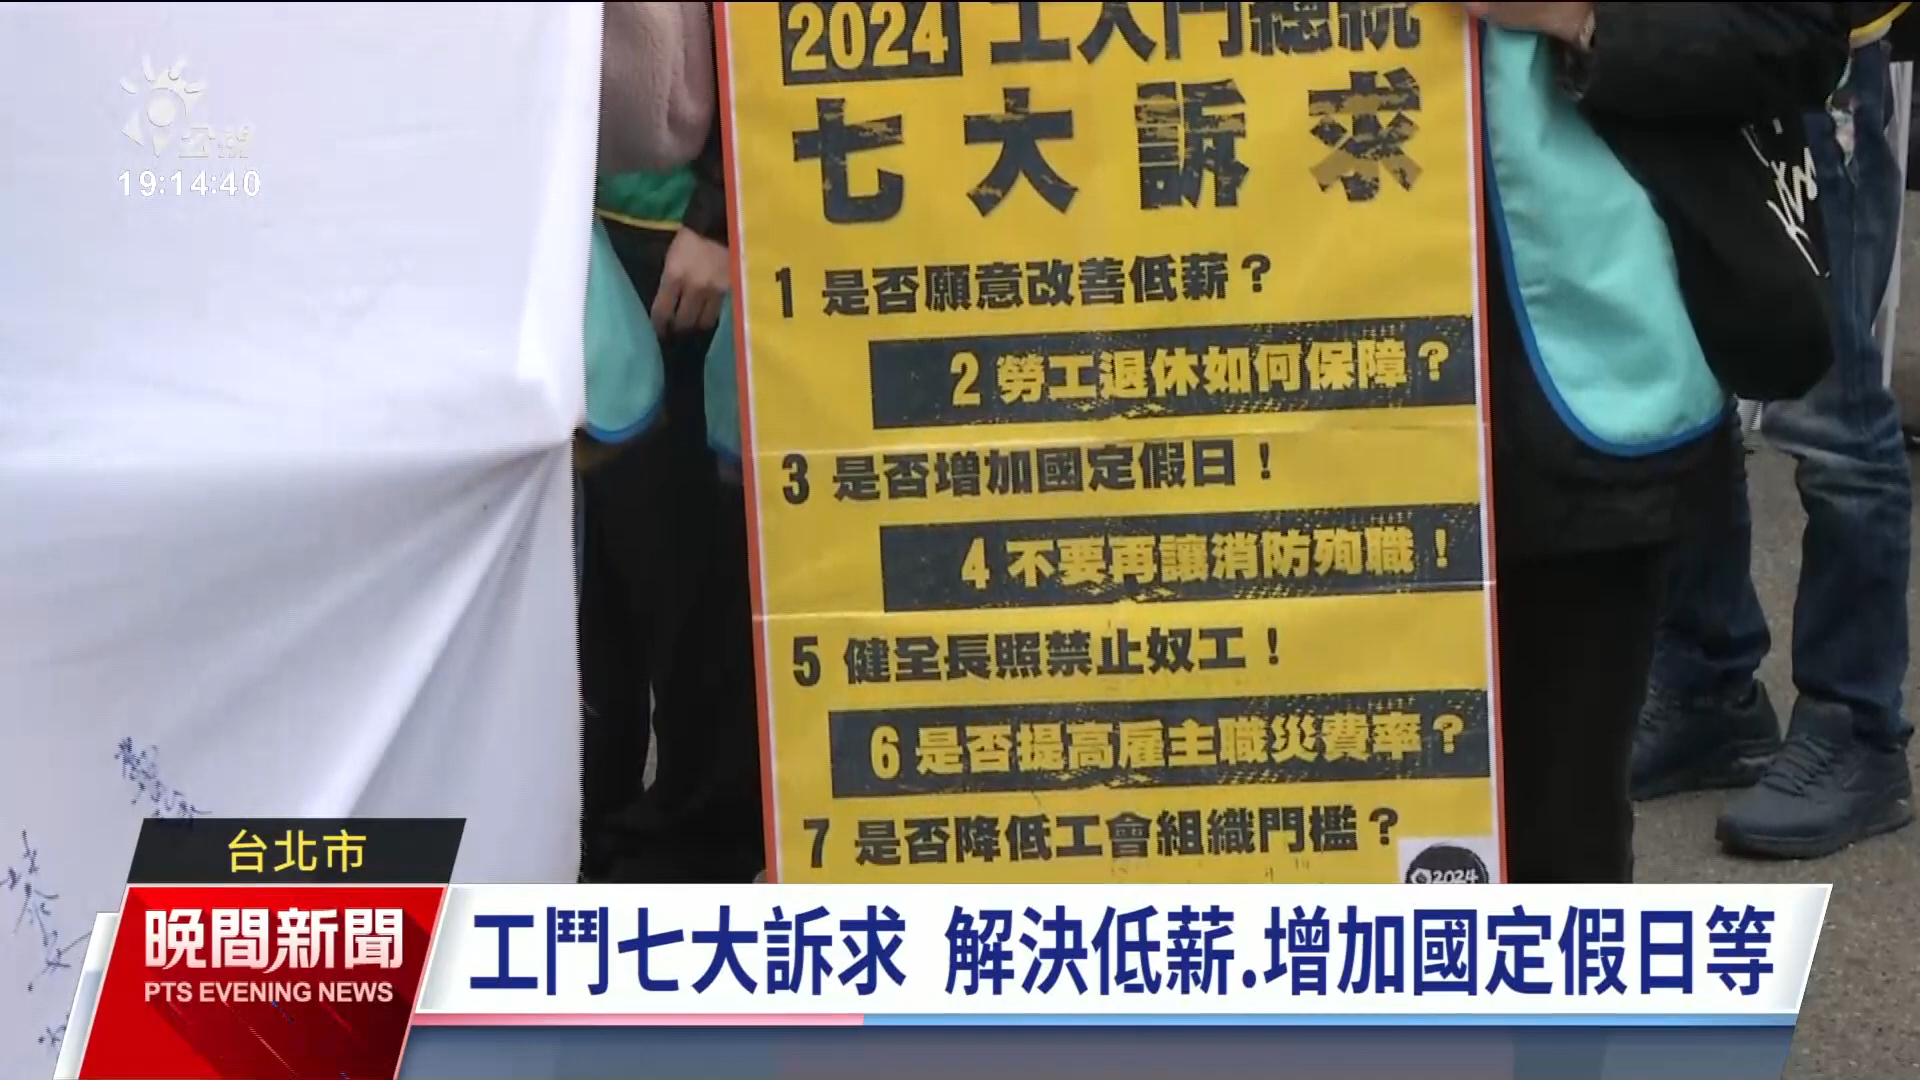 公視
19:14:40
2024 工人鬥總統
七大訴求
1 是否願意改善低薪？
2 勞工退休如何保障？
3 是否增加國定假日！
4 不要再讓消防殉職！
5 健全長照禁止奴工！
6 是否提高雇主職災費率？
7 是否降低工會組織門檻？
2024
台北市
晚間新聞
PTS EVENING NEWS
工鬥七大訴求 解決低薪.增加國定假日等